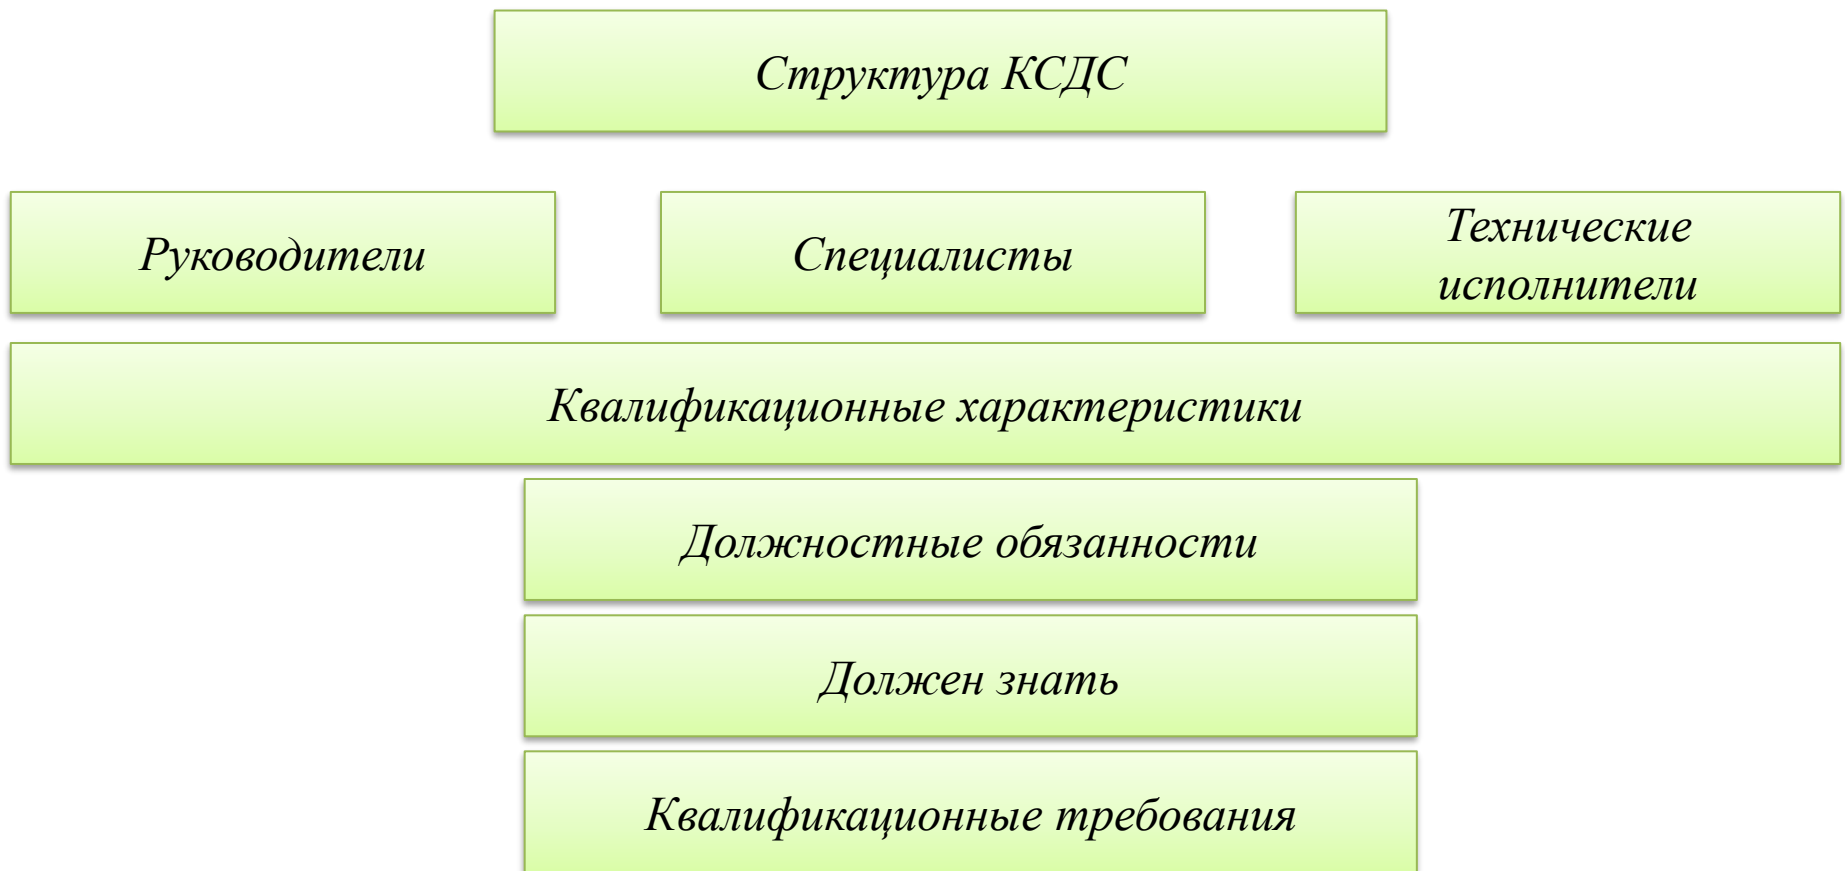 Структура КСДС
Руководители
Специалисты
Технические
исполнители
Квалификационные характеристики
Должностные обязанности
Должен знать
Квалификационные требования